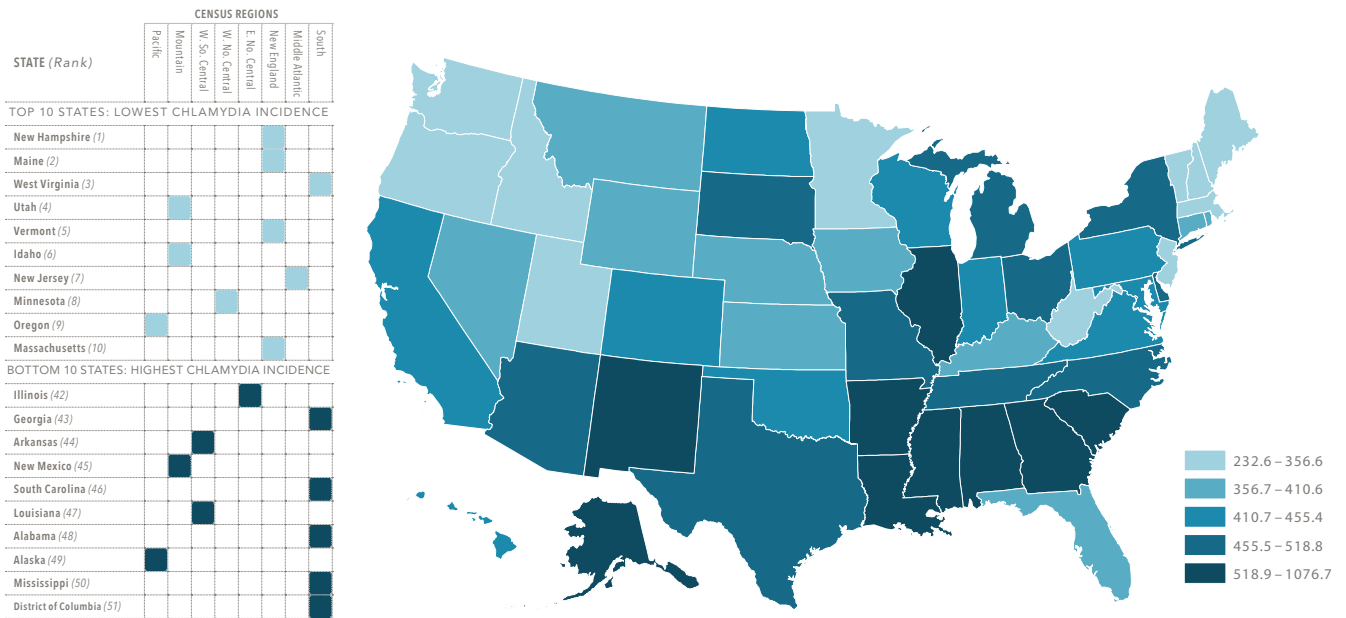 CENSUS REGIONS
STATE (Rank)
Pacific
Mountain
W. So. Central
W. No. Central
E. No. Central
New England
Middle Atlantic
South
TOP 10 STATES: LOWEST CHLAMYDIA INCIDENCE
New Hampshire (1)
Maine (2)
West Virginia (3)
Utah (4)
Vermont (5)
Idaho (6)
New Jersey (7)
Minnesota (8)
Oregon (9)
Massachusetts (10)
BOTTOM 10 STATES: HIGHEST CHLAMYDIA INCIDENCE
Illinois (42)
Georgia (43)
Arkansas (44)
New Mexico (45)
South Carolina (46)
Louisiana (47)
Alabama (48)
Alaska (49)
Mississippi (50)
District of Columbia (51)
232.6 – 356.6
356.7 – 410.6
410.7 – 455.4
455.5 – 518.8
518.9 – 1076.7